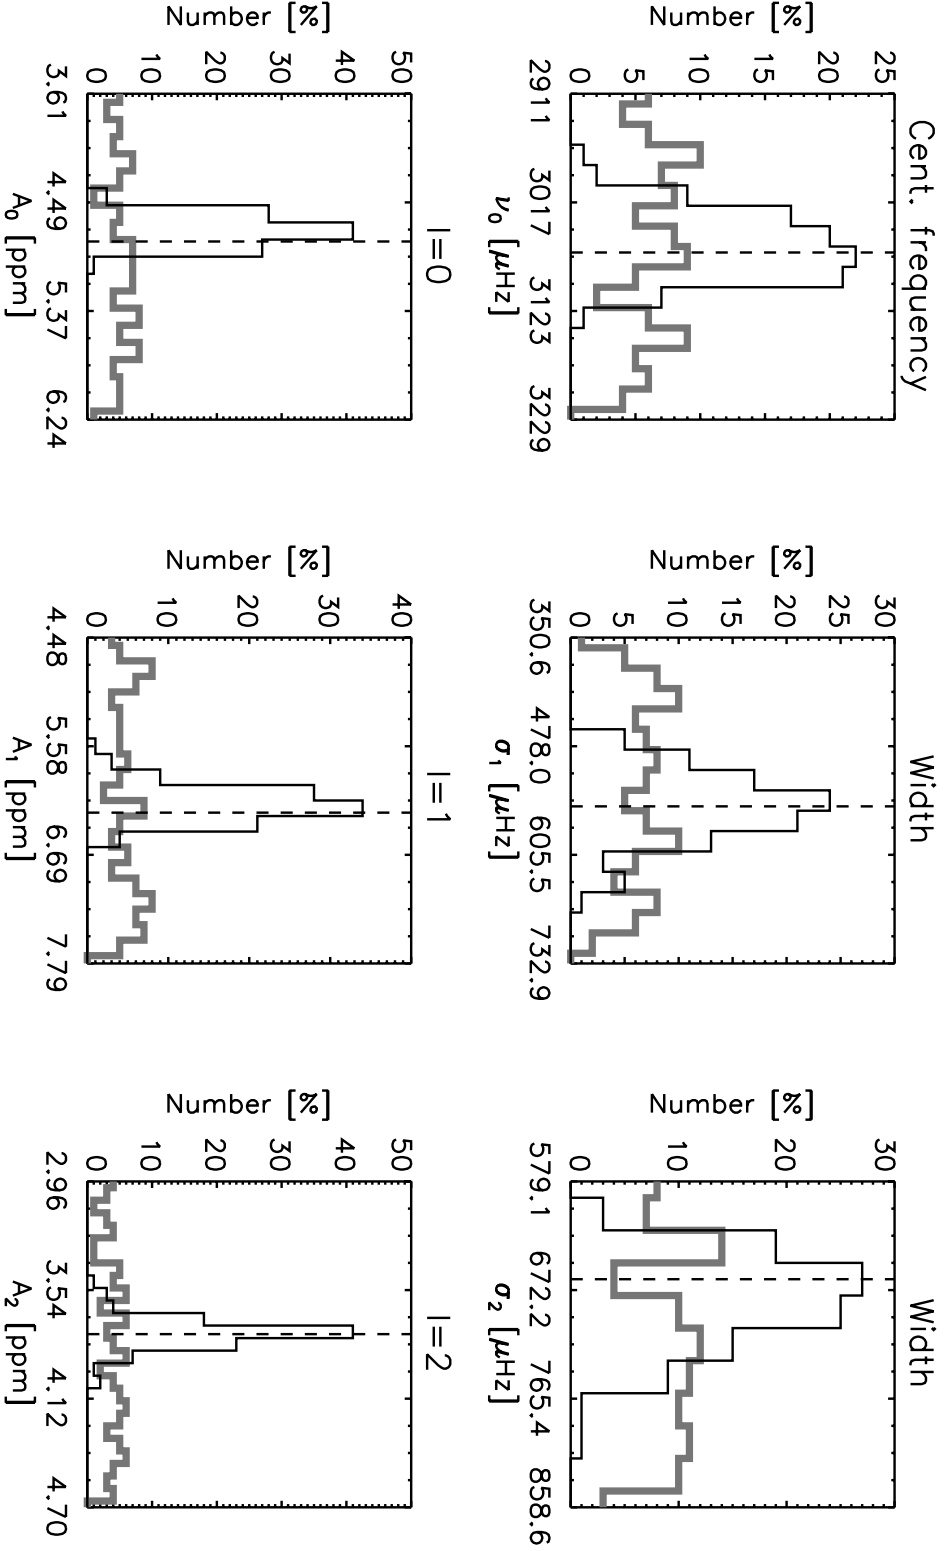 Cent. frequency
Number [%]
0 5 10 15 20 25
2911 3017 3123 3229
ν0 [μHz]
Width
Number [%]
0 5 10 15 20 25 30
350.6 478.0 605.5 732.9
σ1 [μHz]
Width
Number [%]
0 10 20 30
579.1 672.2 765.4 858.6
σ2 [μHz]
l=0
Number [%]
0 10 20 30 40 50
3.61 4.49 5.37 6.24
A0 [ppm]
l=1
Number [%]
0 10 20 30 40
4.48 5.58 6.69 7.79
A1 [ppm]
l=2
Number [%]
0 10 20 30 40 50
2.96 3.54 4.12 4.70
A2 [ppm]